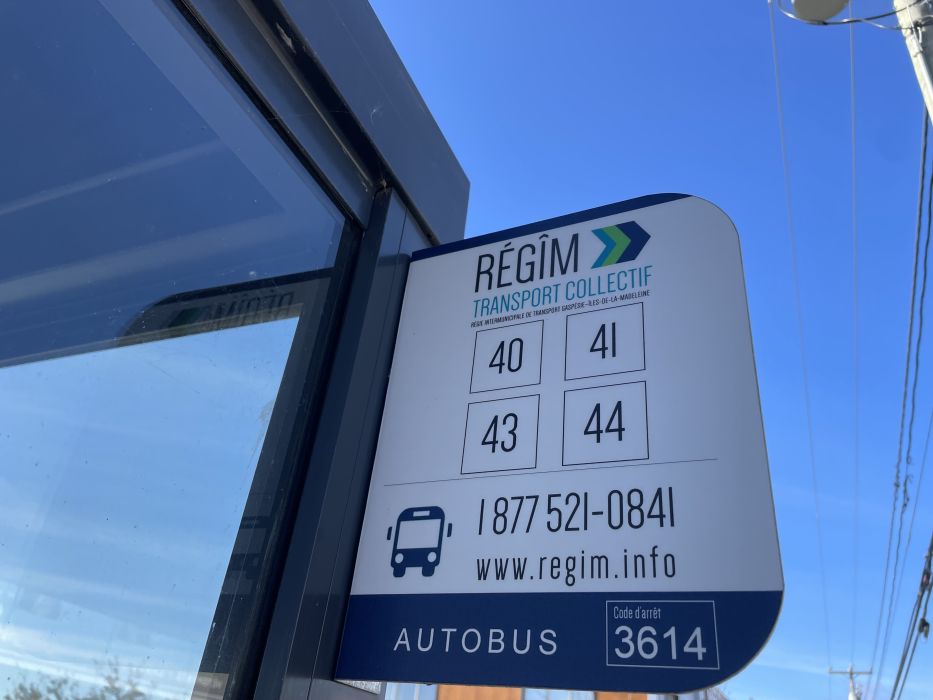 RÉGÎM
TRANSPORT COLLECTIF
RÉGIE INTERMUNICIPALE DE TRANSPORT GASPÉSIE-ÎLES-DE-LA-MADELEINE
40 41
43 44
1 877 521-0841
www.regim.info
AUTOBUS
Code d'arrêt
3614